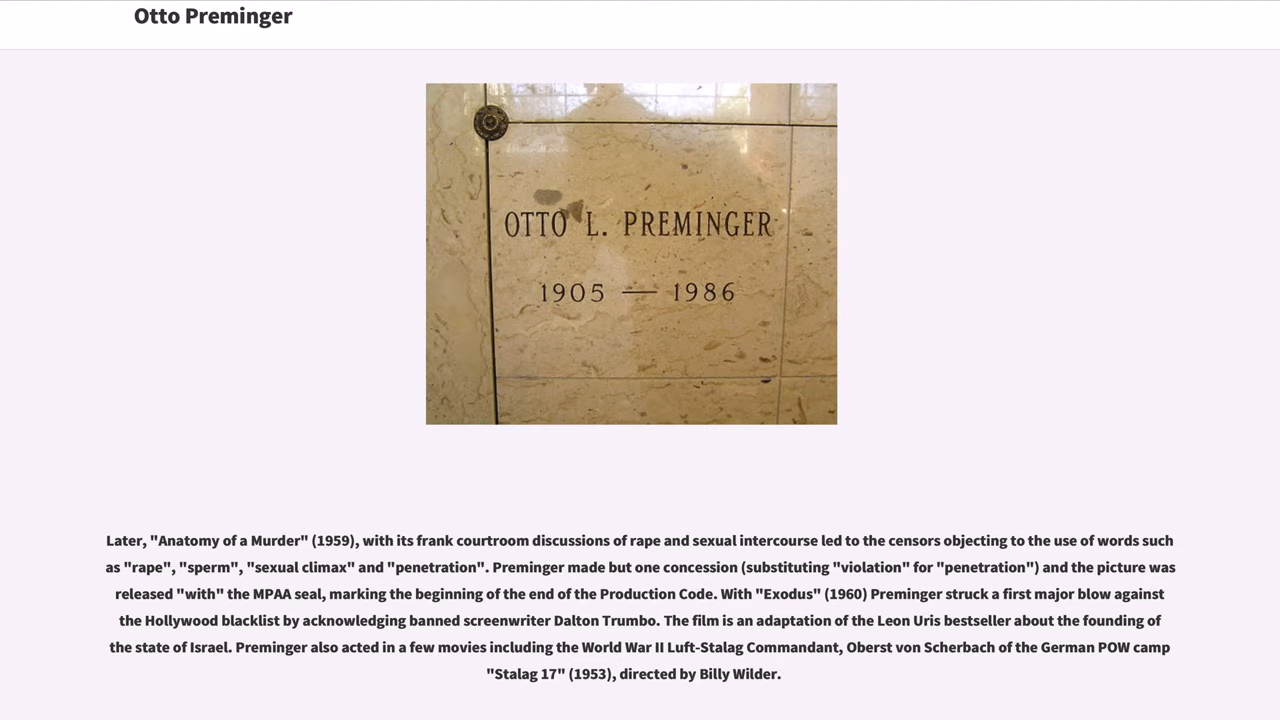 Otto Preminger
OTTO L. PREMINGER
1905 — 1986
Later, "Anatomy of a Murder" (1959), with its frank courtroom discussions of rape and sexual intercourse led to the censors objecting to the use of words such
as "rape", "sperm", "sexual climax" and "penetration". Preminger made but one concession (substituting "violation" for "penetration") and the picture was
released "with" the MPAA seal, marking the beginning of the end of the Production Code. With "Exodus" (1960) Preminger struck a first major blow against
the Hollywood blacklist by acknowledging banned screenwriter Dalton Trumbo. The film is an adaptation of the Leon Uris bestseller about the founding of
the state of Israel. Preminger also acted in a few movies including the World War II Luft-Stalag Commandant, Oberst von Scherbach of the German POW camp
"Stalag 17" (1953), directed by Billy Wilder.